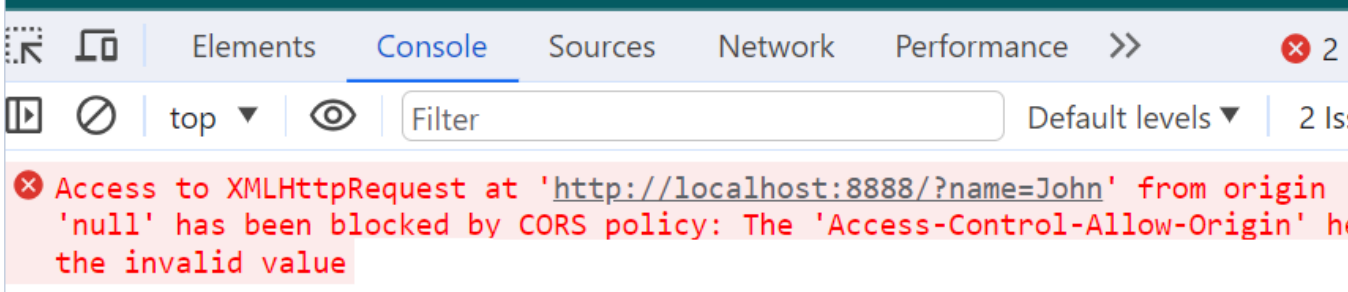 Elements Console Sources Network Performance 2
top Filter Default levels 2
Access to XMLHttpRequest at 'http://localhost:8888/?name=John' from origin
'null' has been blocked by CORS policy: The 'Access-Control-Allow-Origin'
the invalid value